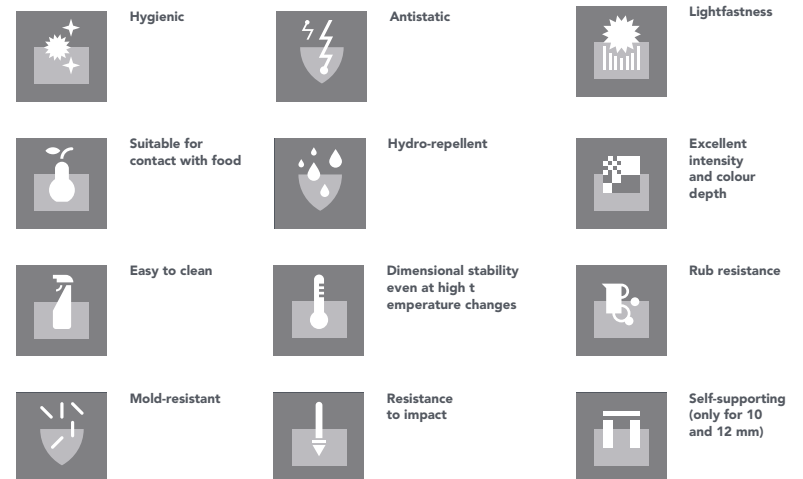 Hygienic
Antistatic
Lightfastness
Suitable for
contact with food
Hydro-repellent
Excellent
intensity
and colour
depth
Easy to clean
Dimensional stability
even at high t
emperature changes
Rub resistance
Mold-resistant
Resistance
to impact
Self-supporting
(only for 10
and 12 mm)